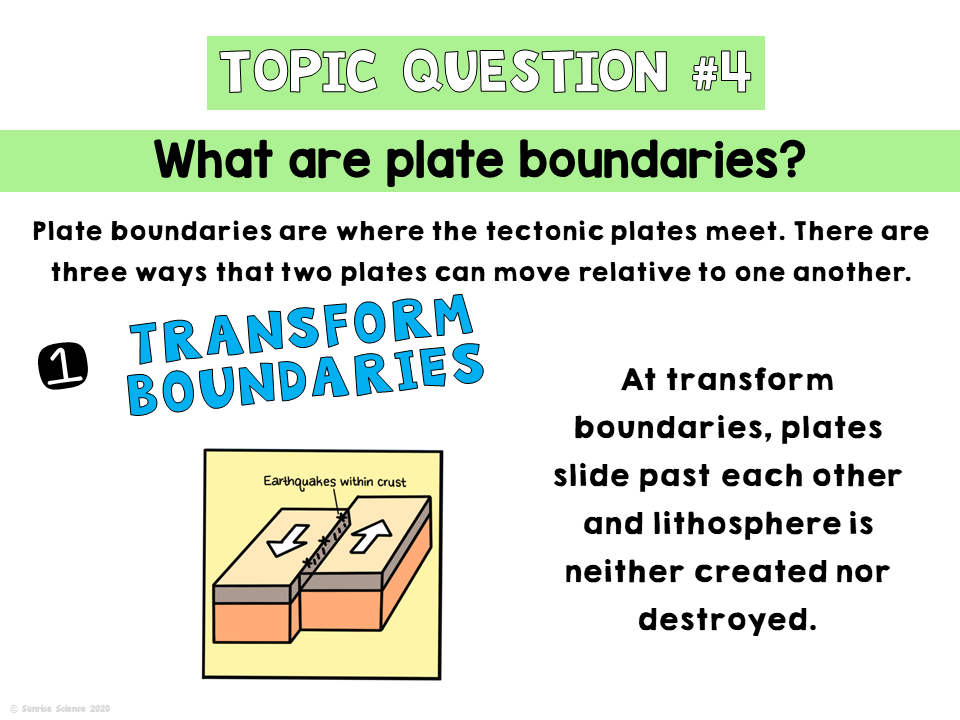 TOPIC QUESTION #4
What are plate boundaries?
Plate boundaries are where the tectonic plates meet. There are
three ways that two plates can move relative to one another.
1
TRANSFORM
BOUNDARIES
Earthquakes within crust
At transform
boundaries, plates
slide past each other
and lithosphere is
neither created nor
destroyed.
© Sunrise Science 2020